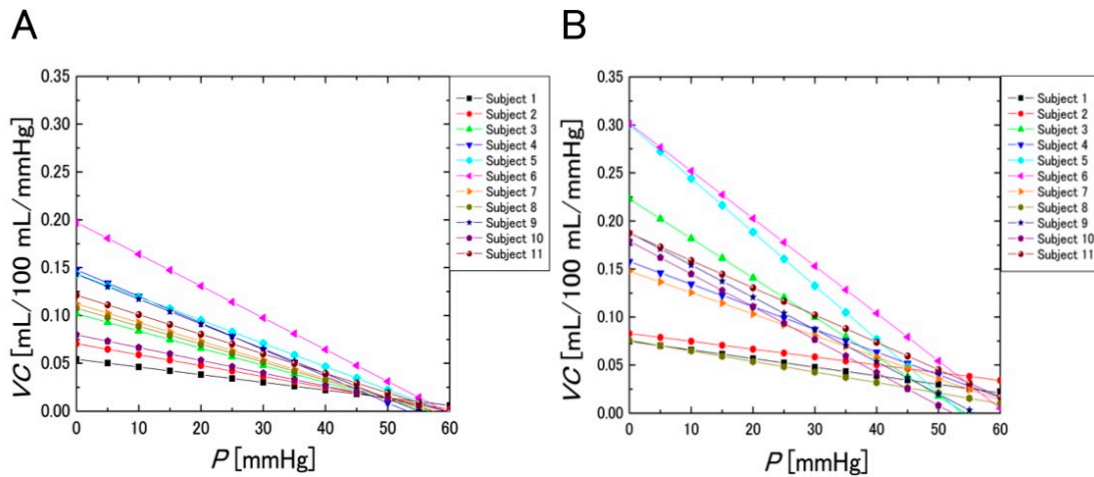 A
VC [mL/100 mL/mmHg]
0.35
0.30
0.25
0.20
0.15
0.10
0.05
0.00
0 10 20 30 40 50 60
P [mmHg]
Subject 1
Subject 2
Subject 3
Subject 4
Subject 5
Subject 6
Subject 7
Subject 8
Subject 9
Subject 10
Subject 11
B
VC [mL/100 mL/mmHg]
0.35
0.30
0.25
0.20
0.15
0.10
0.05
0.00
0 10 20 30 40 50 60
P [mmHg]
Subject 1
Subject 2
Subject 3
Subject 4
Subject 5
Subject 6
Subject 7
Subject 8
Subject 9
Subject 10
Subject 11